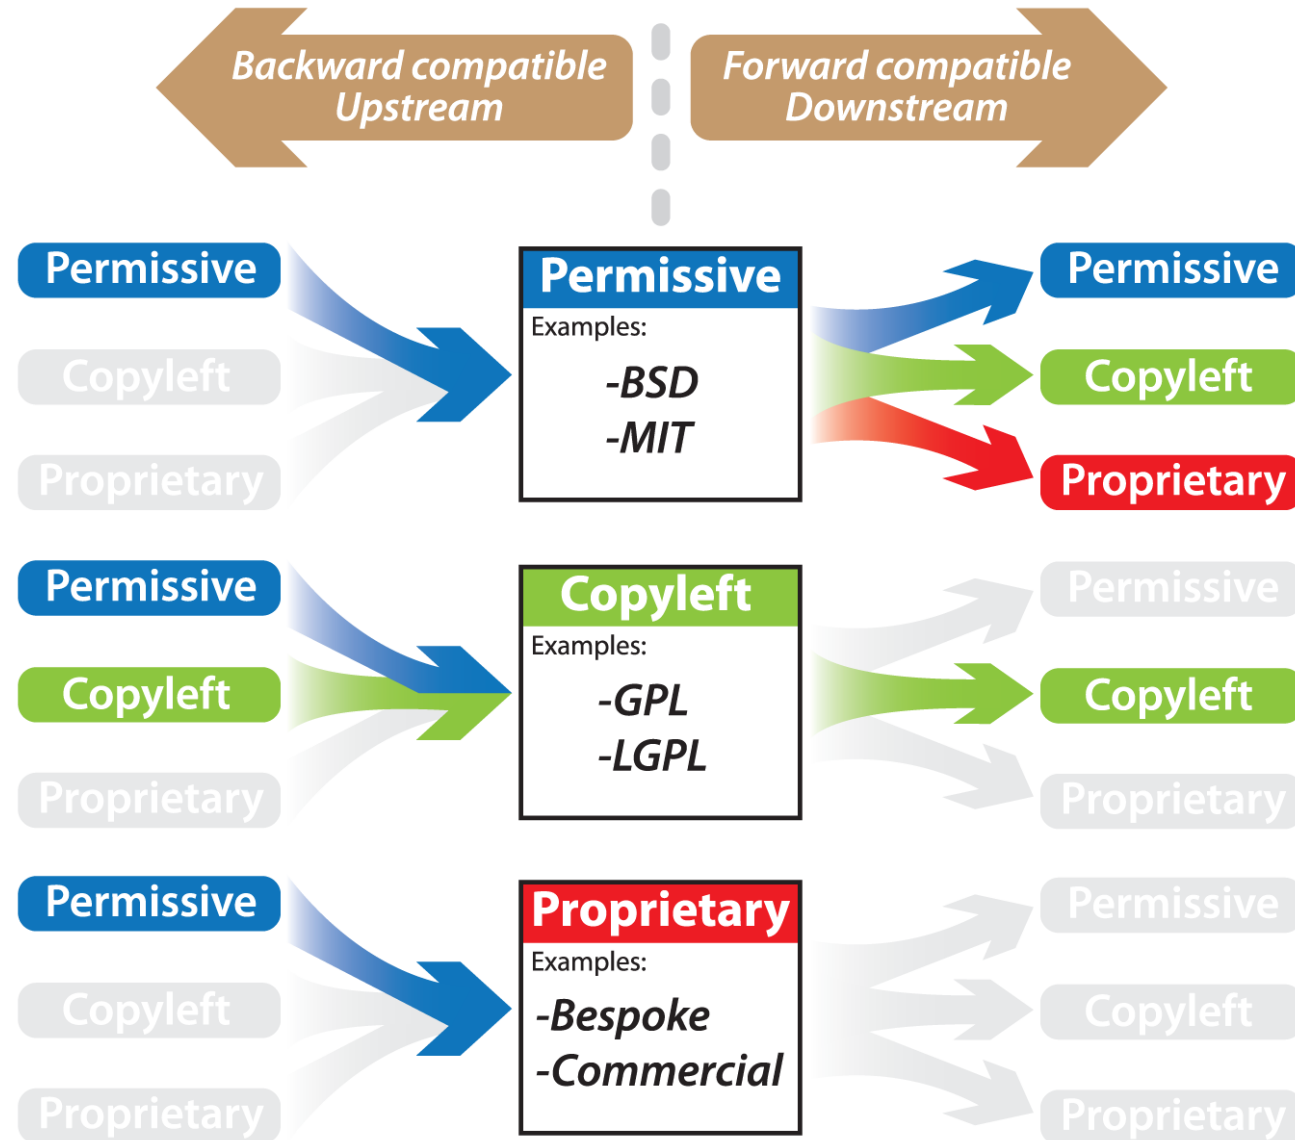 Backward compatible
Upstream
Forward compatible
Downstream
Permissive
Copyleft
Proprietary
Permissive
Examples:
-BSD
-MIT
Permissive
Copyleft
Proprietary
Permissive
Copyleft
Proprietary
Copyleft
Examples:
-GPL
-LGPL
Permissive
Copyleft
Proprietary
Permissive
Copyleft
Proprietary
Proprietary
Examples:
-Bespoke
-Commercial
Permissive
Copyleft
Proprietary